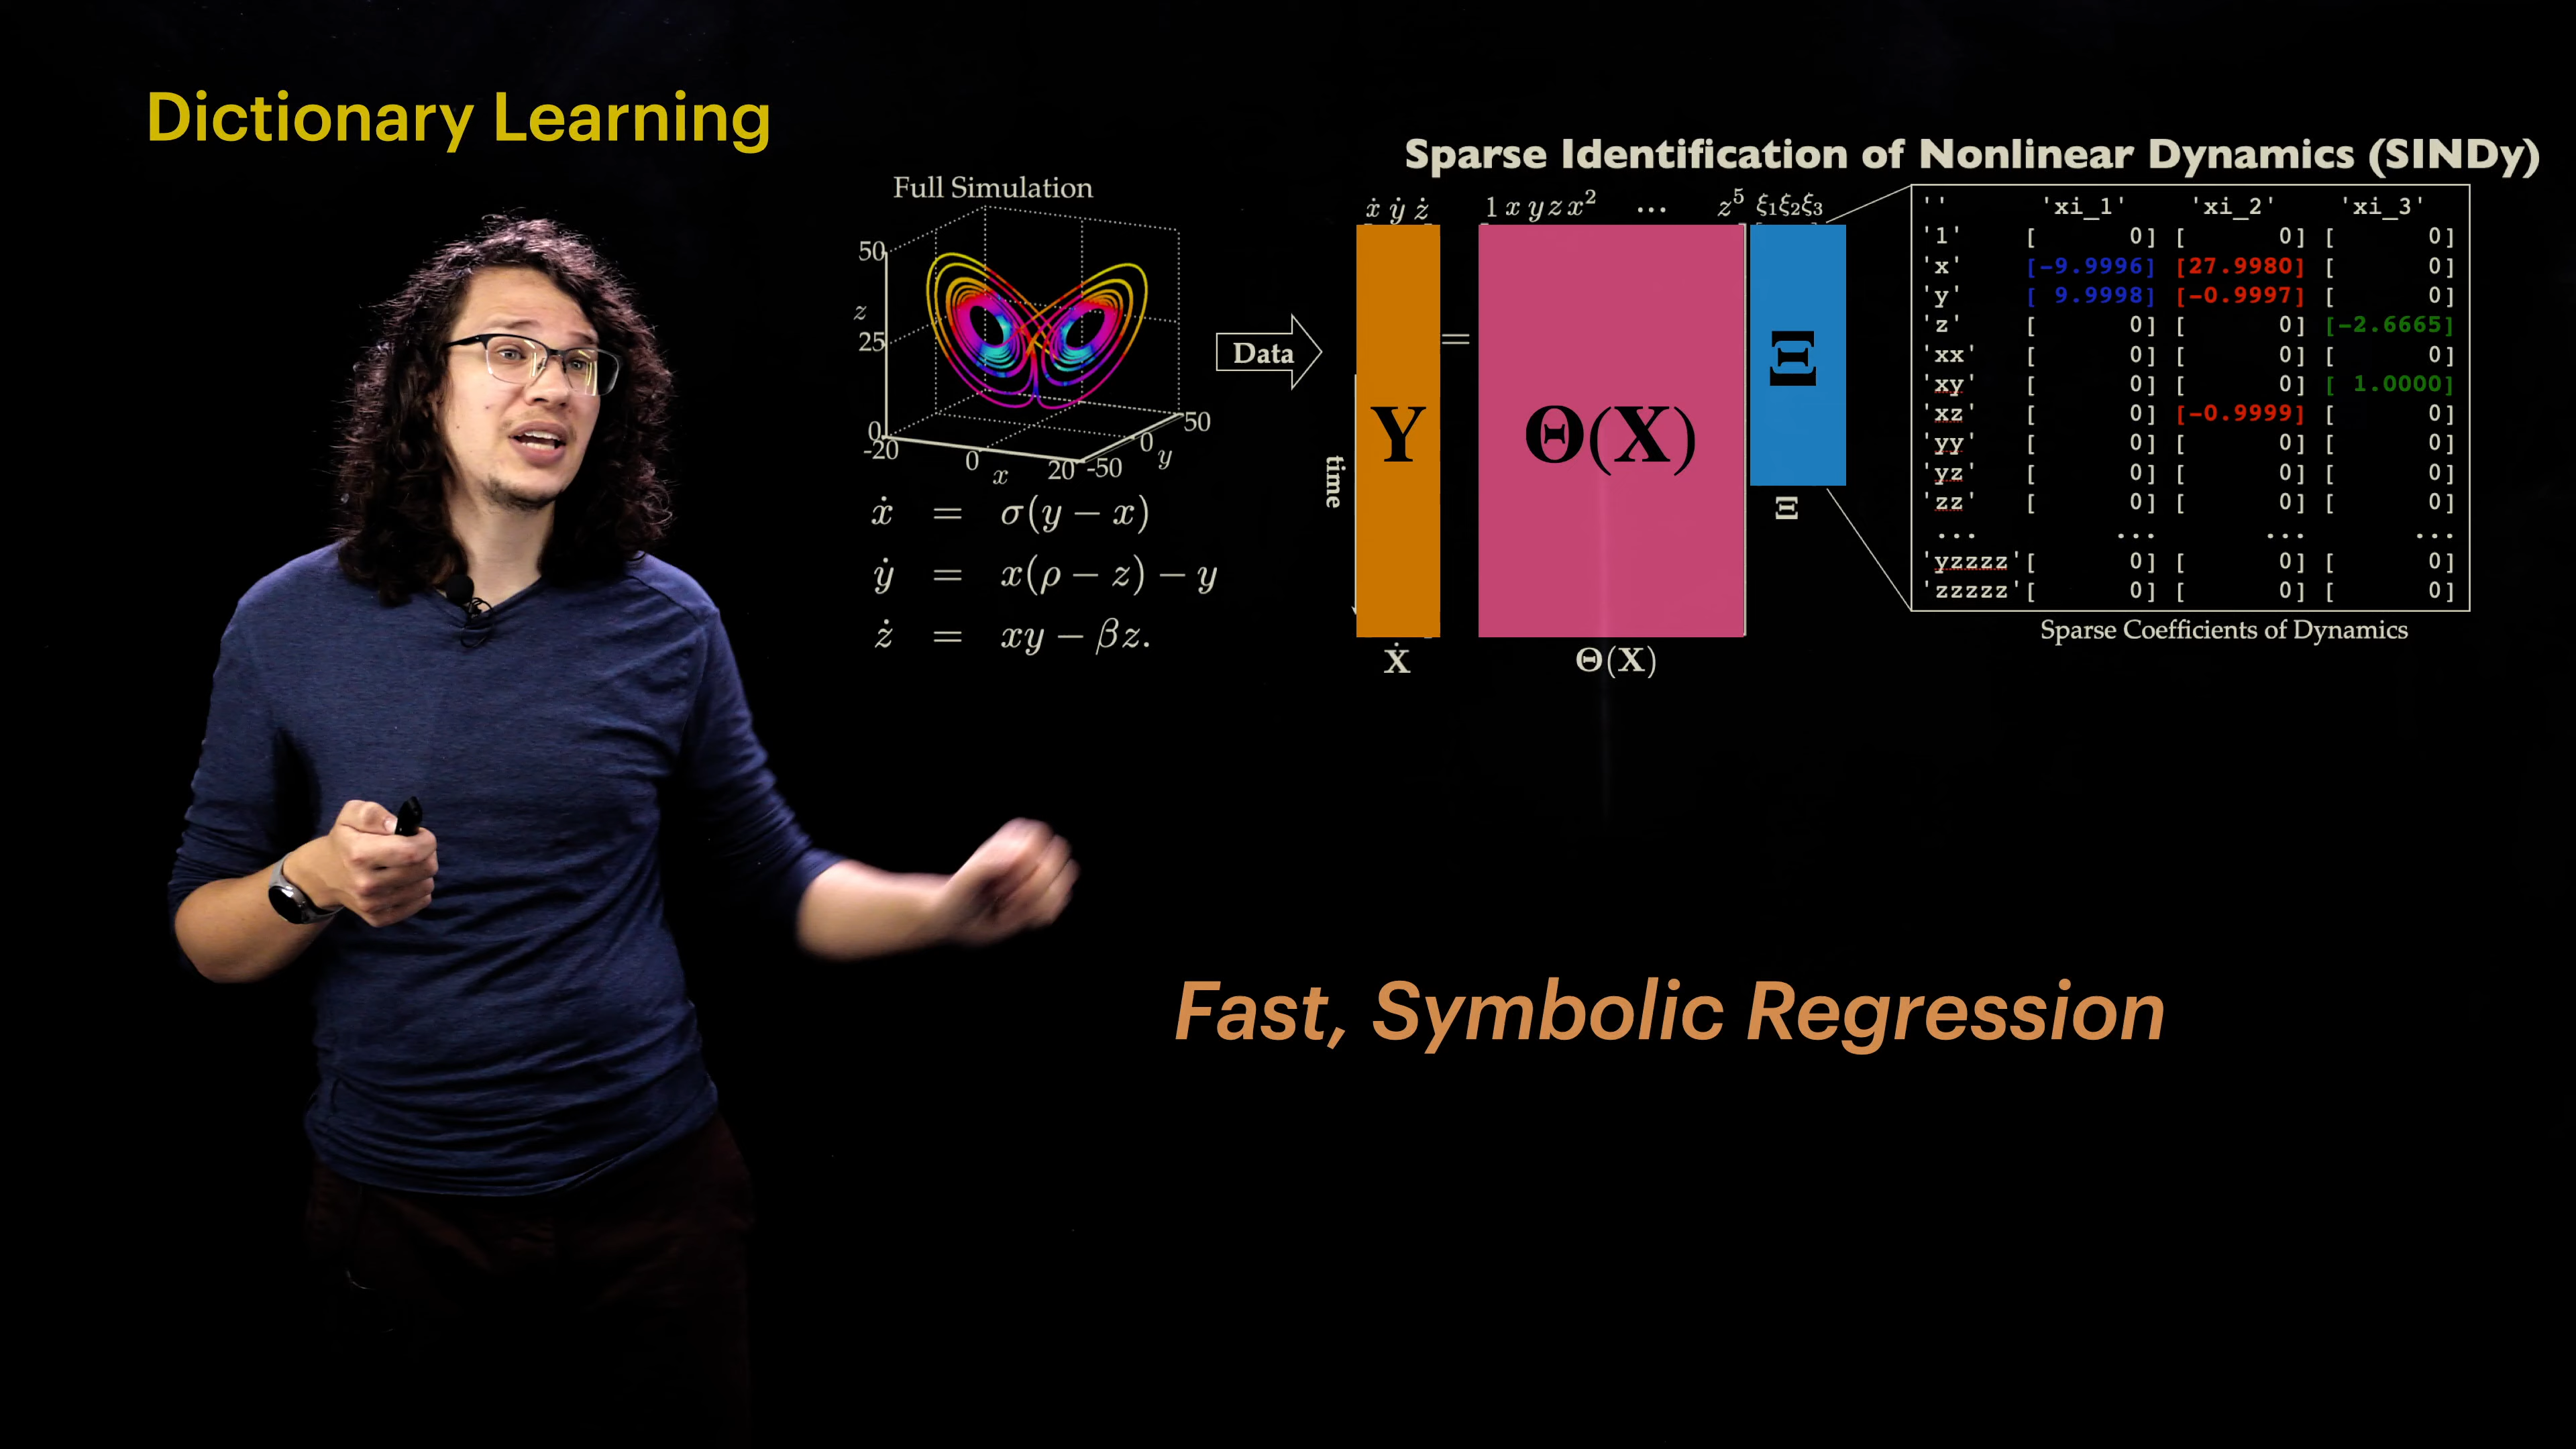 Dictionary Learning
Sparse Identification of Nonlinear Dynamics (SINDy)
Full Simulation
50
25
0
z
-20
0
20
x
-50
0
50
y
ẋ = σ(y − x)
ẏ = x(ρ − z) − y
ż = xy − βz.
Data
ẋ ẏ ż
1 x y z x² ... z⁵
ξ₁ξ₂ξ₃
time
Y
=
Θ(X)
Ξ
Ẋ
Θ(X)
Ξ
'' 'xi_1' 'xi_2' 'xi_3'
'1' [ 0] [ 0] [ 0]
'x' [-9.9996] [27.9980] [ 0]
'y' [ 9.9998] [-0.9997] [ 0]
'z' [ 0] [ 0] [-2.6665]
'xx' [ 0] [ 0] [ 0]
'xy' [ 0] [ 0] [ 1.0000]
'xz' [ 0] [-0.9999] [ 0]
'yy' [ 0] [ 0] [ 0]
'yz' [ 0] [ 0] [ 0]
'zz' [ 0] [ 0] [ 0]
... ... ... ...
'yzzzz' [ 0] [ 0] [ 0]
'zzzzz' [ 0] [ 0] [ 0]
Sparse Coefficients of Dynamics
Fast, Symbolic Regression